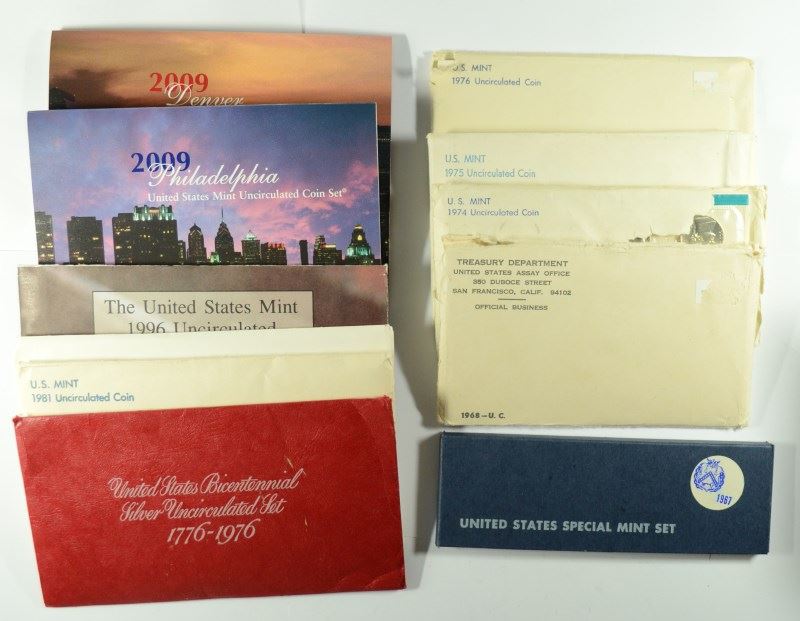 2009
Denver
2009
Philadelphia
United States Mint Uncirculated Coin Set®
The United States Mint
1996 Uncirculated
U.S. MINT
1981 Uncirculated Coin
United States Bicentennial
Silver Uncirculated Set
1776-1976
U.S. MINT
1976 Uncirculated Coin
U.S. MINT
1975 Uncirculated Coin
U.S. MINT
1974 Uncirculated Coin
TREASURY DEPARTMENT
UNITED STATES ASSAY OFFICE
350 DUBOCE STREET
SAN FRANCISCO, CALIF. 94102
OFFICIAL BUSINESS
1968—U. C.
1967
UNITED STATES SPECIAL MINT SET